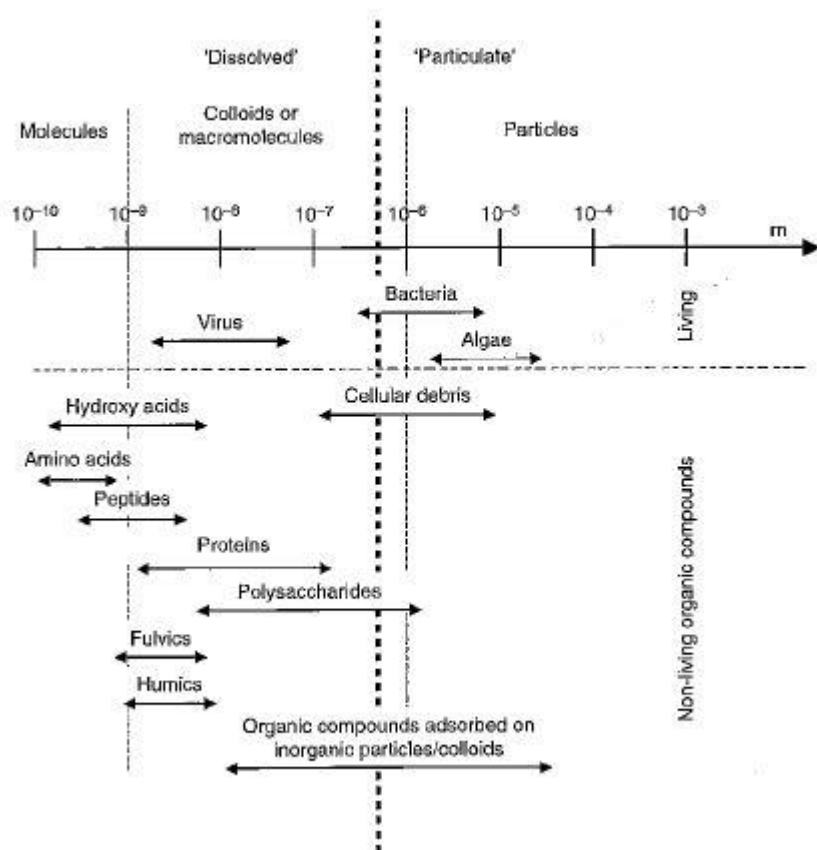 'Dissolved' 'Particulate'
Molecules Colloids or Particles
macromolecules
10⁻¹⁰ 10⁻⁹ 10⁻⁸ 10⁻⁷ 10⁻⁶ 10⁻⁵ 10⁻⁴ 10⁻³ m
Bacteria
Virus
Algae
Living
Hydroxy acids
Cellular debris
Amino acids
Peptides
Proteins
Polysaccharides
Fulvics
Humics
Organic compounds adsorbed on
inorganic particles/colloids
Non-living organic compounds